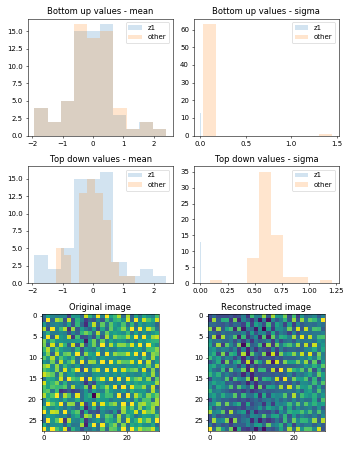 Bottom up values - mean
Bottom up values - sigma
15.0
12.5
10.0
7.5
5.0
2.5
0.0
−2 −1 0 1 2
z1
other
60
50
40
30
20
10
0
0.0 0.5 1.0 1.5
z1
other
Top down values - mean
Top down values - sigma
15.0
12.5
10.0
7.5
5.0
2.5
0.0
−2 −1 0 1 2
z1
other
35
30
25
20
15
10
5
0
0.00 0.25 0.50 0.75 1.00 1.25
z1
other
Original image
Reconstructed image
0
5
10
15
20
25
0 10 20
0
5
10
15
20
25
0 10 20